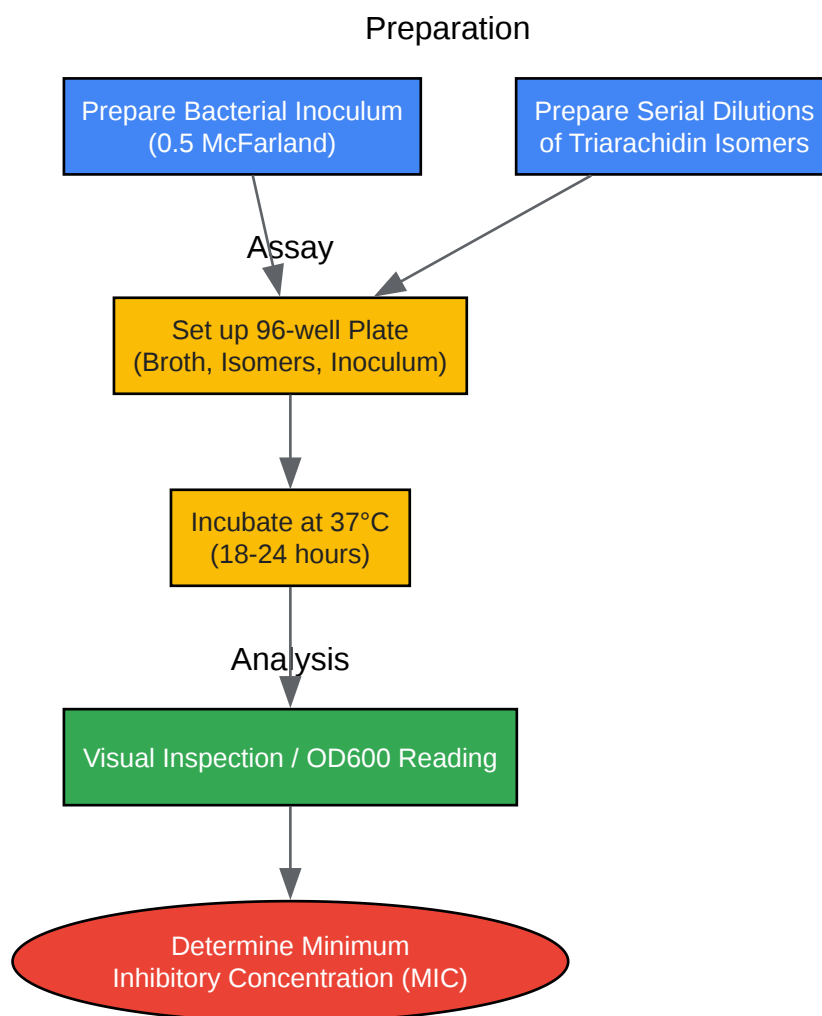 Preparation
Prepare Bacterial Inoculum
(0.5 McFarland)
Prepare Serial Dilutions
of Triarachidin Isomers
Assay
Set up 96-well Plate
(Broth, Isomers, Inoculum)
Incubate at 37°C
(18-24 hours)
Analysis
Visual Inspection / OD600 Reading
Determine Minimum
Inhibitory Concentration (MIC)